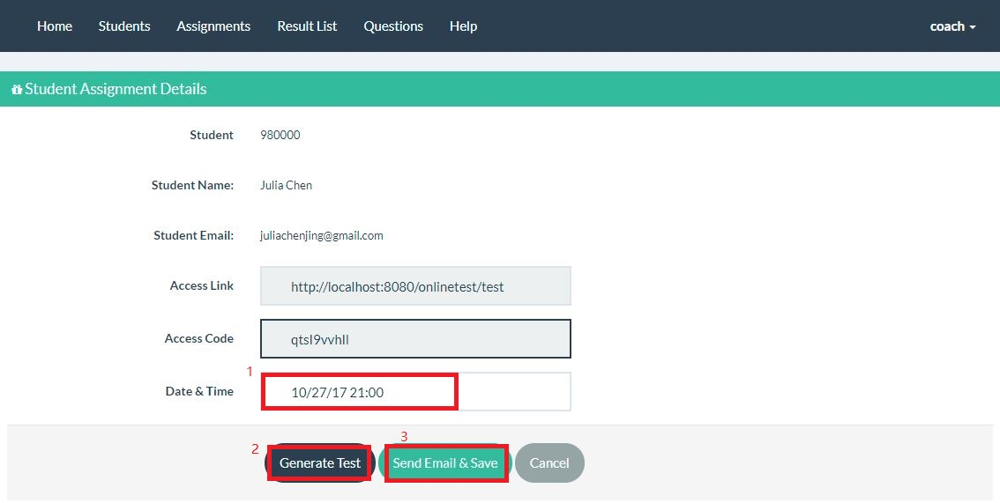 Home Students Assignments Result List Questions Help coach
Student Assignment Details
Student 980000
Student Name: Julia Chen
Student Email: juliachenjing@gmail.com
Access Link http://localhost:8080/onlinetest/test
Access Code
1
Date & Time 10/27/17 21:00
2 Generate Test 3 Send Email & Save Cancel